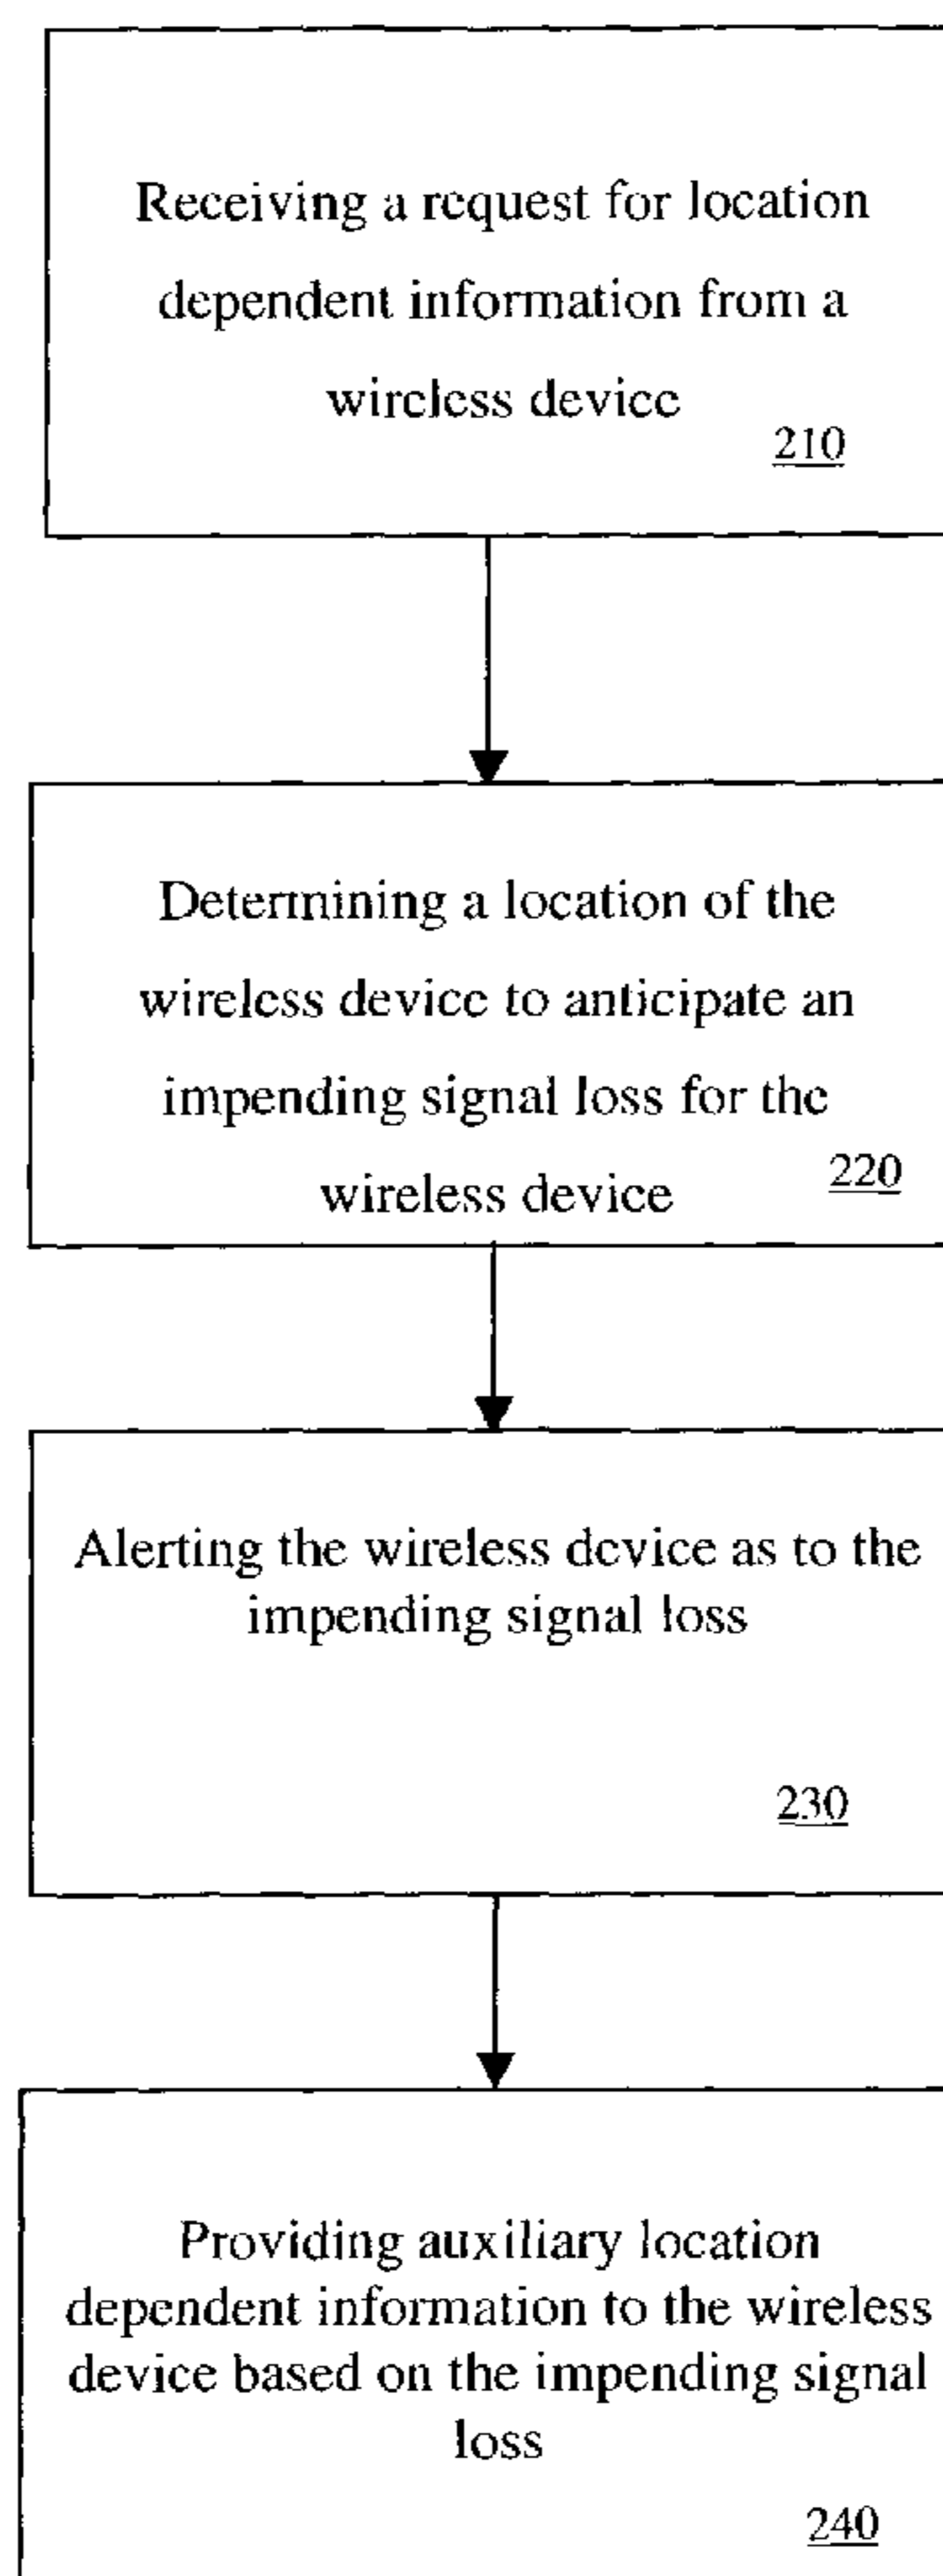 Receiving a request for location
dependent information from a
wireless device
210
Determining a location of the
wireless device to anticipate an
impending signal loss for the
wireless device
220
Alerting the wireless device as to the
impending signal loss
230
Providing auxiliary location
dependent information to the wireless
device based on the impending signal
loss
240